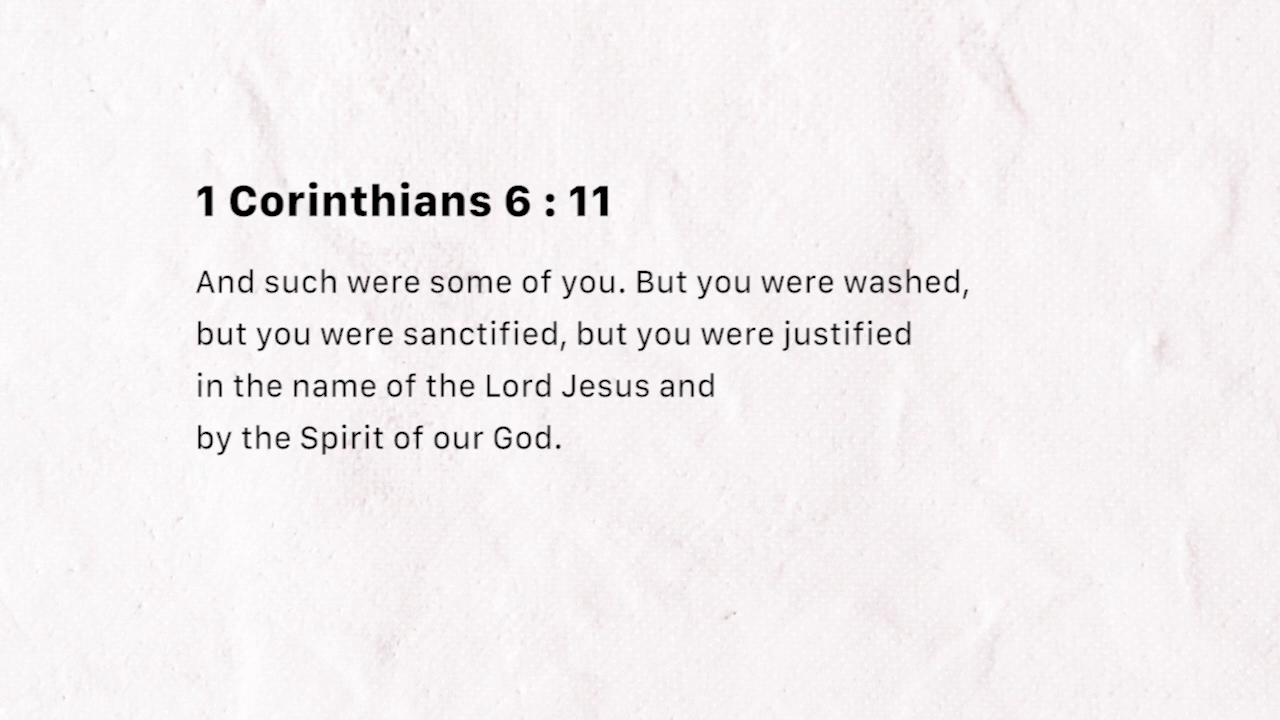 1 Corinthians 6 : 11
And such were some of you. But you were washed,
but you were sanctified, but you were justified
in the name of the Lord Jesus and
by the Spirit of our God.